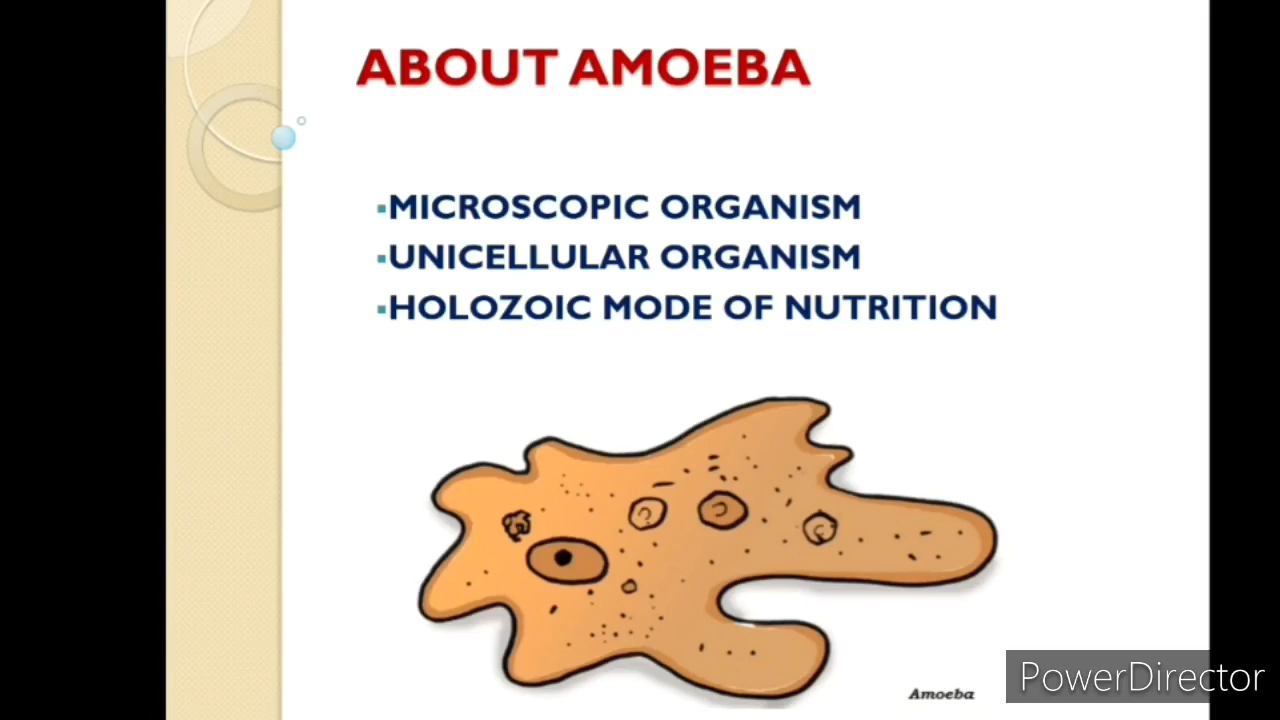 ABOUT AMOEBA
▪MICROSCOPIC ORGANISM
▪UNICELLULAR ORGANISM
▪HOLOZOIC MODE OF NUTRITION
Amoeba
PowerDirector